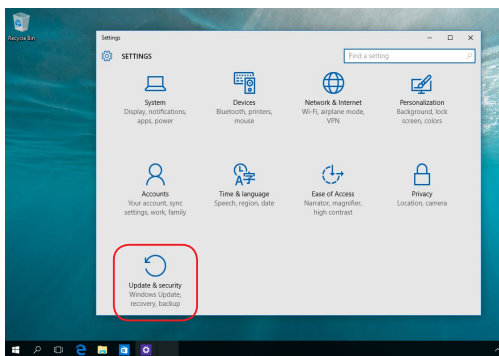 Recycle Bin
Settings
SETTINGS
Find a setting
System
Display, notifications,
apps, power
Devices
Bluetooth, printers,
mouse
Network & Internet
Wi-Fi, airplane mode,
VPN
Personalization
Background, lock
screen, colors
Accounts
Your account, sync
settings, work, family
Time & language
Speech, region, date
Ease of Access
Narrator, magnifier,
high contrast
Privacy
Location, camera
Update & security
Windows Update,
recovery, backup